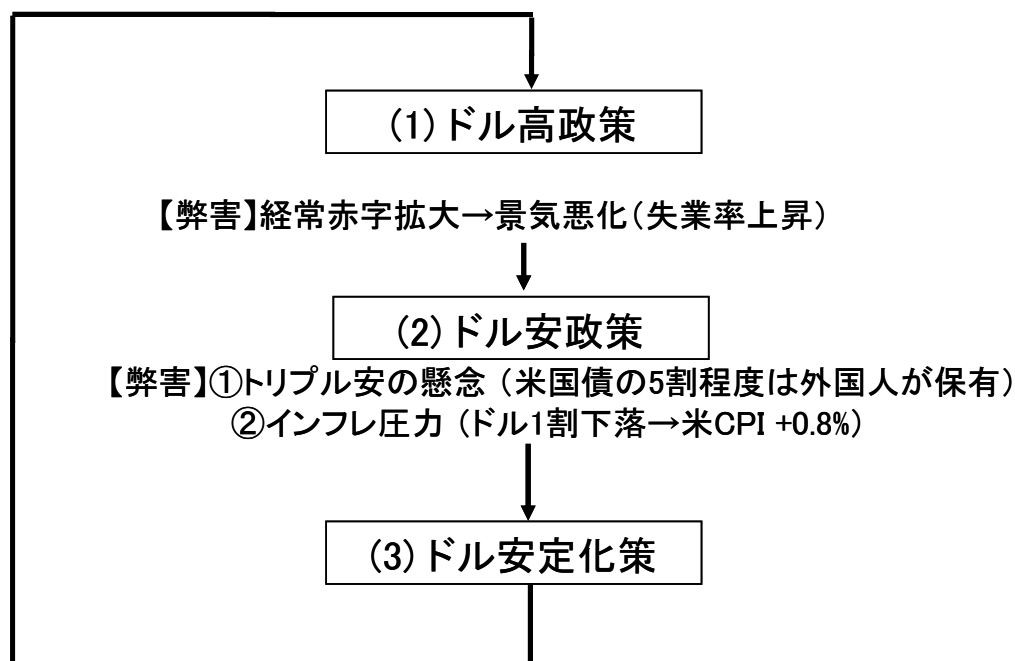 (1)ドル高政策
【弊害】経常赤字拡大→景気悪化(失業率上昇)
(2)ドル安政策
【弊害】①トリプル安の懸念(米国債の5割程度は外国人が保有)
②インフレ圧力(ドル1割下落→米CPI +0.8%)
(3)ドル安定化策